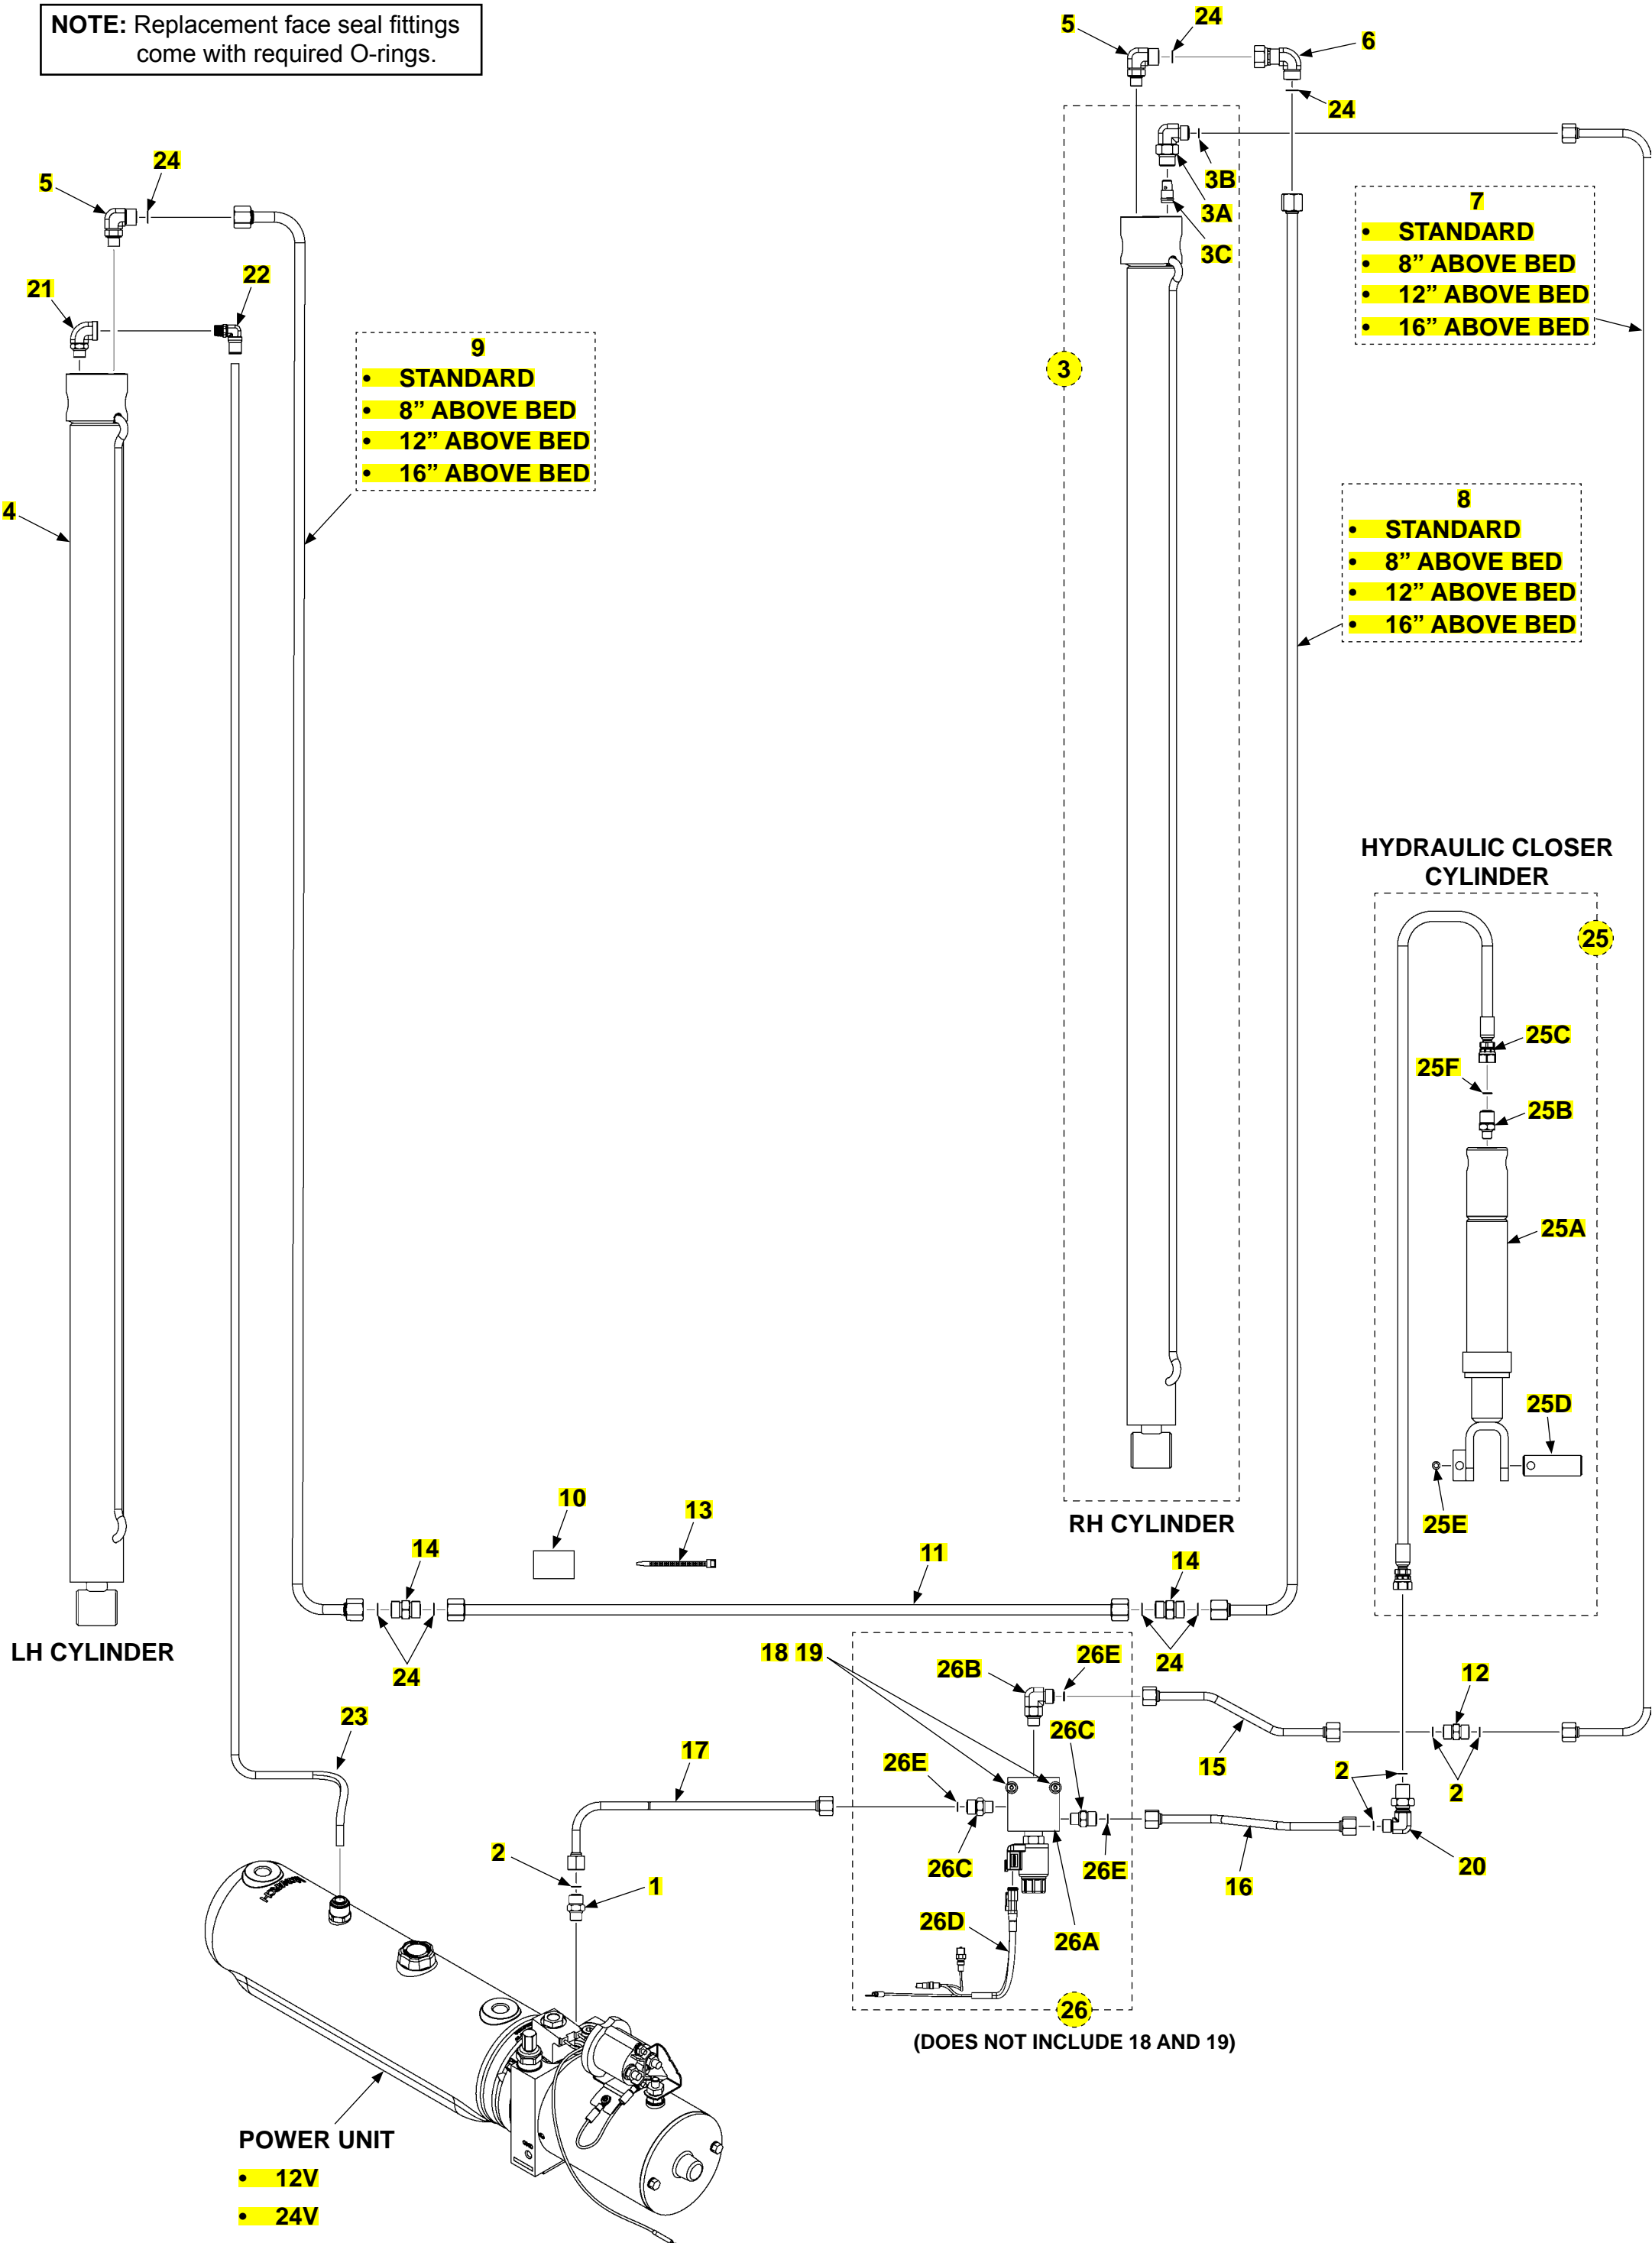 NOTE: Replacement face seal fittings
come with required O-rings.
5
24
6
24
3B
3A
3C
5
24
21
22
7
• STANDARD
• 8” ABOVE BED
• 12” ABOVE BED
• 16” ABOVE BED
9
• STANDARD
• 8” ABOVE BED
• 12” ABOVE BED
• 16” ABOVE BED
3
4
8
• STANDARD
• 8” ABOVE BED
• 12” ABOVE BED
• 16” ABOVE BED
HYDRAULIC CLOSER
CYLINDER
25
25C
25F
25B
25A
25D
25E
RH CYLINDER
10
13
14
11
14
LH CYLINDER
24
24
18 19
26B
26E
12
23
17
26E
26C
15
2
2
2
1
26C
26E
16
20
26D
26A
26
(DOES NOT INCLUDE 18 AND 19)
POWER UNIT
• 12V
• 24V